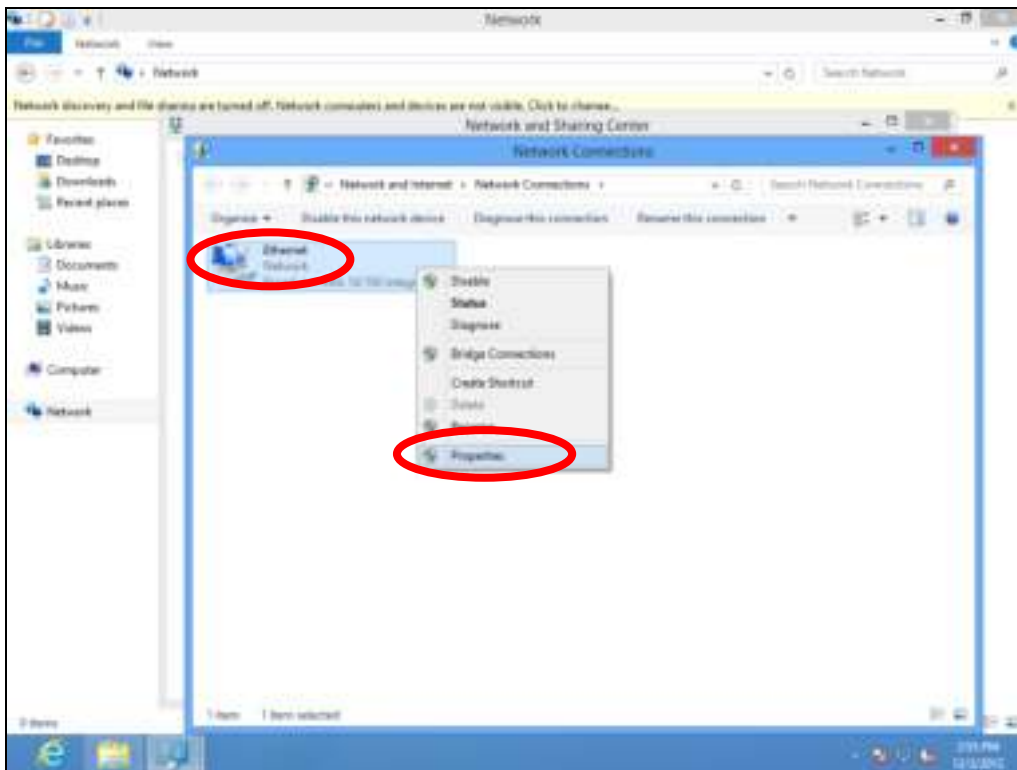 Network
File Network View
Network
Search Network
Network discovery and file sharing are turned off. Network computers and devices are not visible. Click to change...
Network and Sharing Center
Favorites
Desktop
Downloads
Recent places
Libraries
Documents
Music
Pictures
Videos
Computer
Network
0 items
Network Connections
Network and Internet Network Connections
Search Network Connections
Organize Disable this network device Diagnose this connection Rename this connection
Ethernet
Network
Disable
Status
Diagnose
Bridge Connections
Create Shortcut
Delete
Rename
Properties
1 item 1 item selected